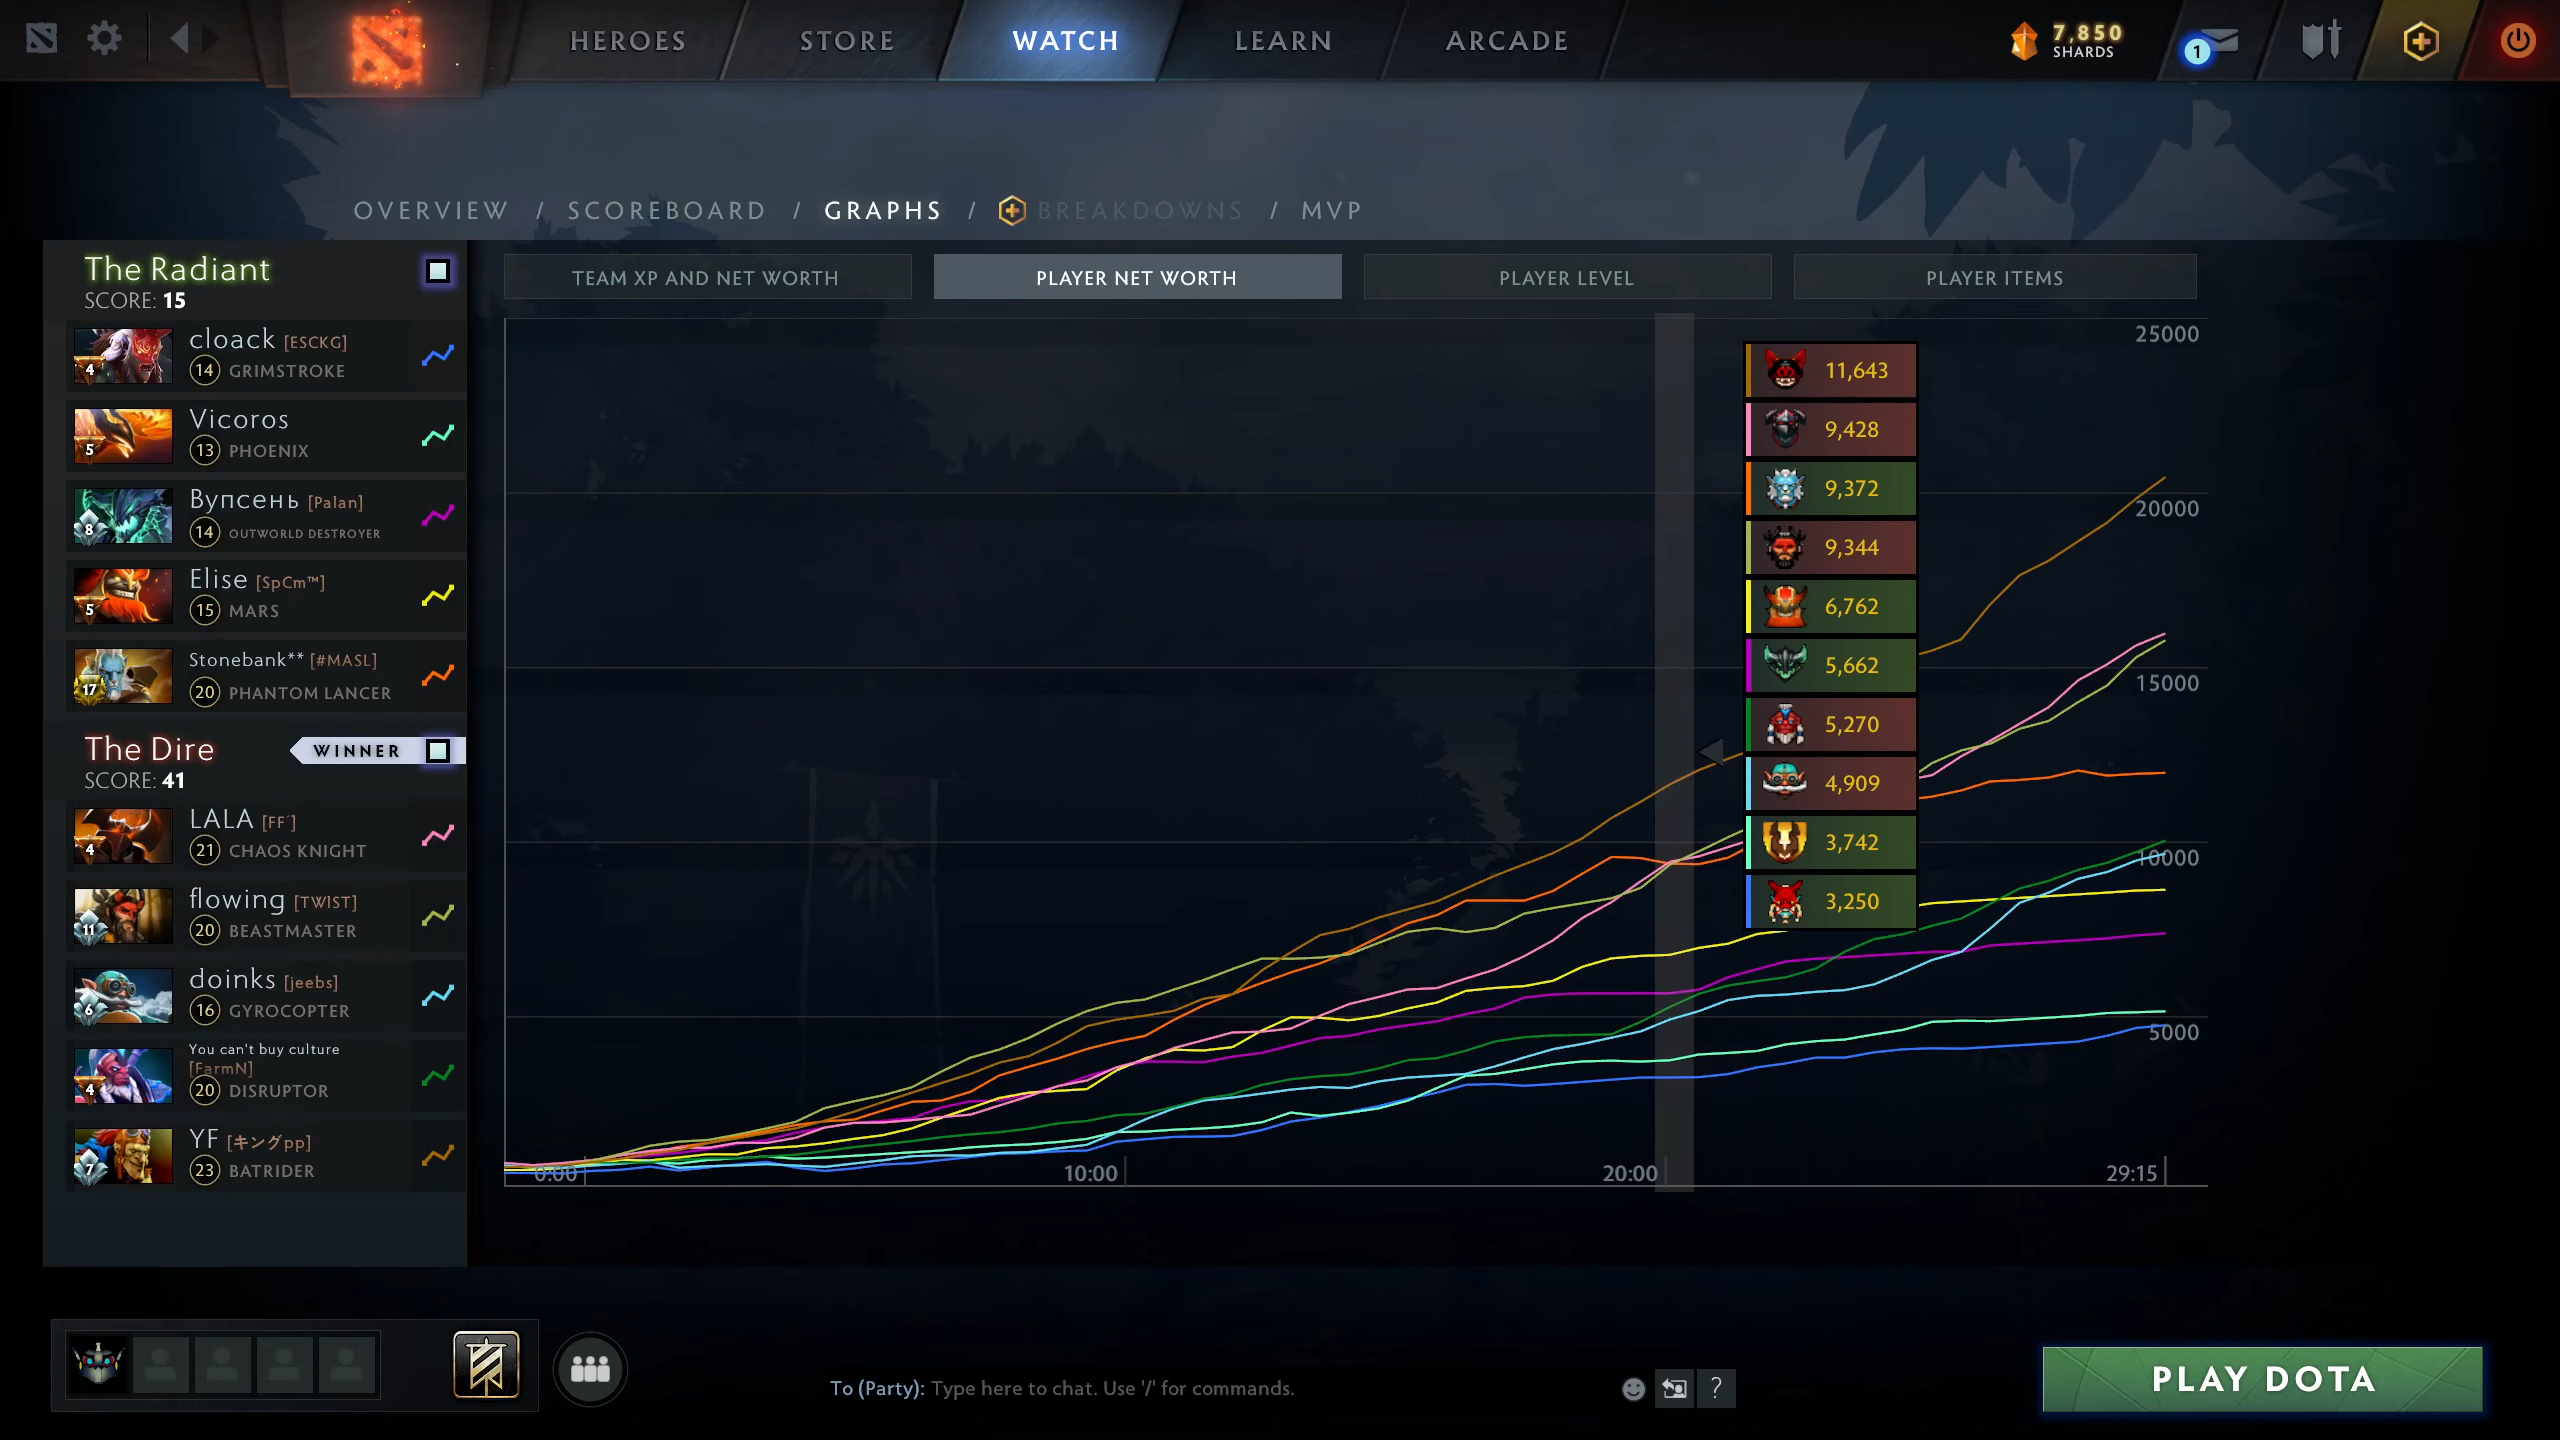 HEROES
STORE
WATCH
LEARN
ARCADE
7,850
SHARDS
1
OVERVIEW / SCOREBOARD / GRAPHS / BREAKDOWNS / MVP
The Radiant
SCORE: 15
4
cloack [ESCKG]
14 GRIMSTROKE
5
Vicoros
13 PHOENIX
8
Вупсень [Palan]
14 OUTWORLD DESTROYER
5
Elise [SpCm™]
15 MARS
17
Stonebank** [#MASL]
20 PHANTOM LANCER
The Dire
WINNER
SCORE: 41
4
LALA [FF´]
21 CHAOS KNIGHT
11
flowing [TWIST]
20 BEASTMASTER
6
doinks [jeebs]
16 GYROCOPTER
4
You can't buy culture
[FarmN]
20 DISRUPTOR
7
YF [キングpp]
23 BATRIDER
TEAM XP AND NET WORTH
PLAYER NET WORTH
PLAYER LEVEL
PLAYER ITEMS
25000
20000
15000
10000
5000
11,643
9,428
9,372
9,344
6,762
5,662
5,270
4,909
3,742
3,250
0:00
10:00
20:00
29:15
To (Party): Type here to chat. Use '/' for commands.
?
PLAY DOTA